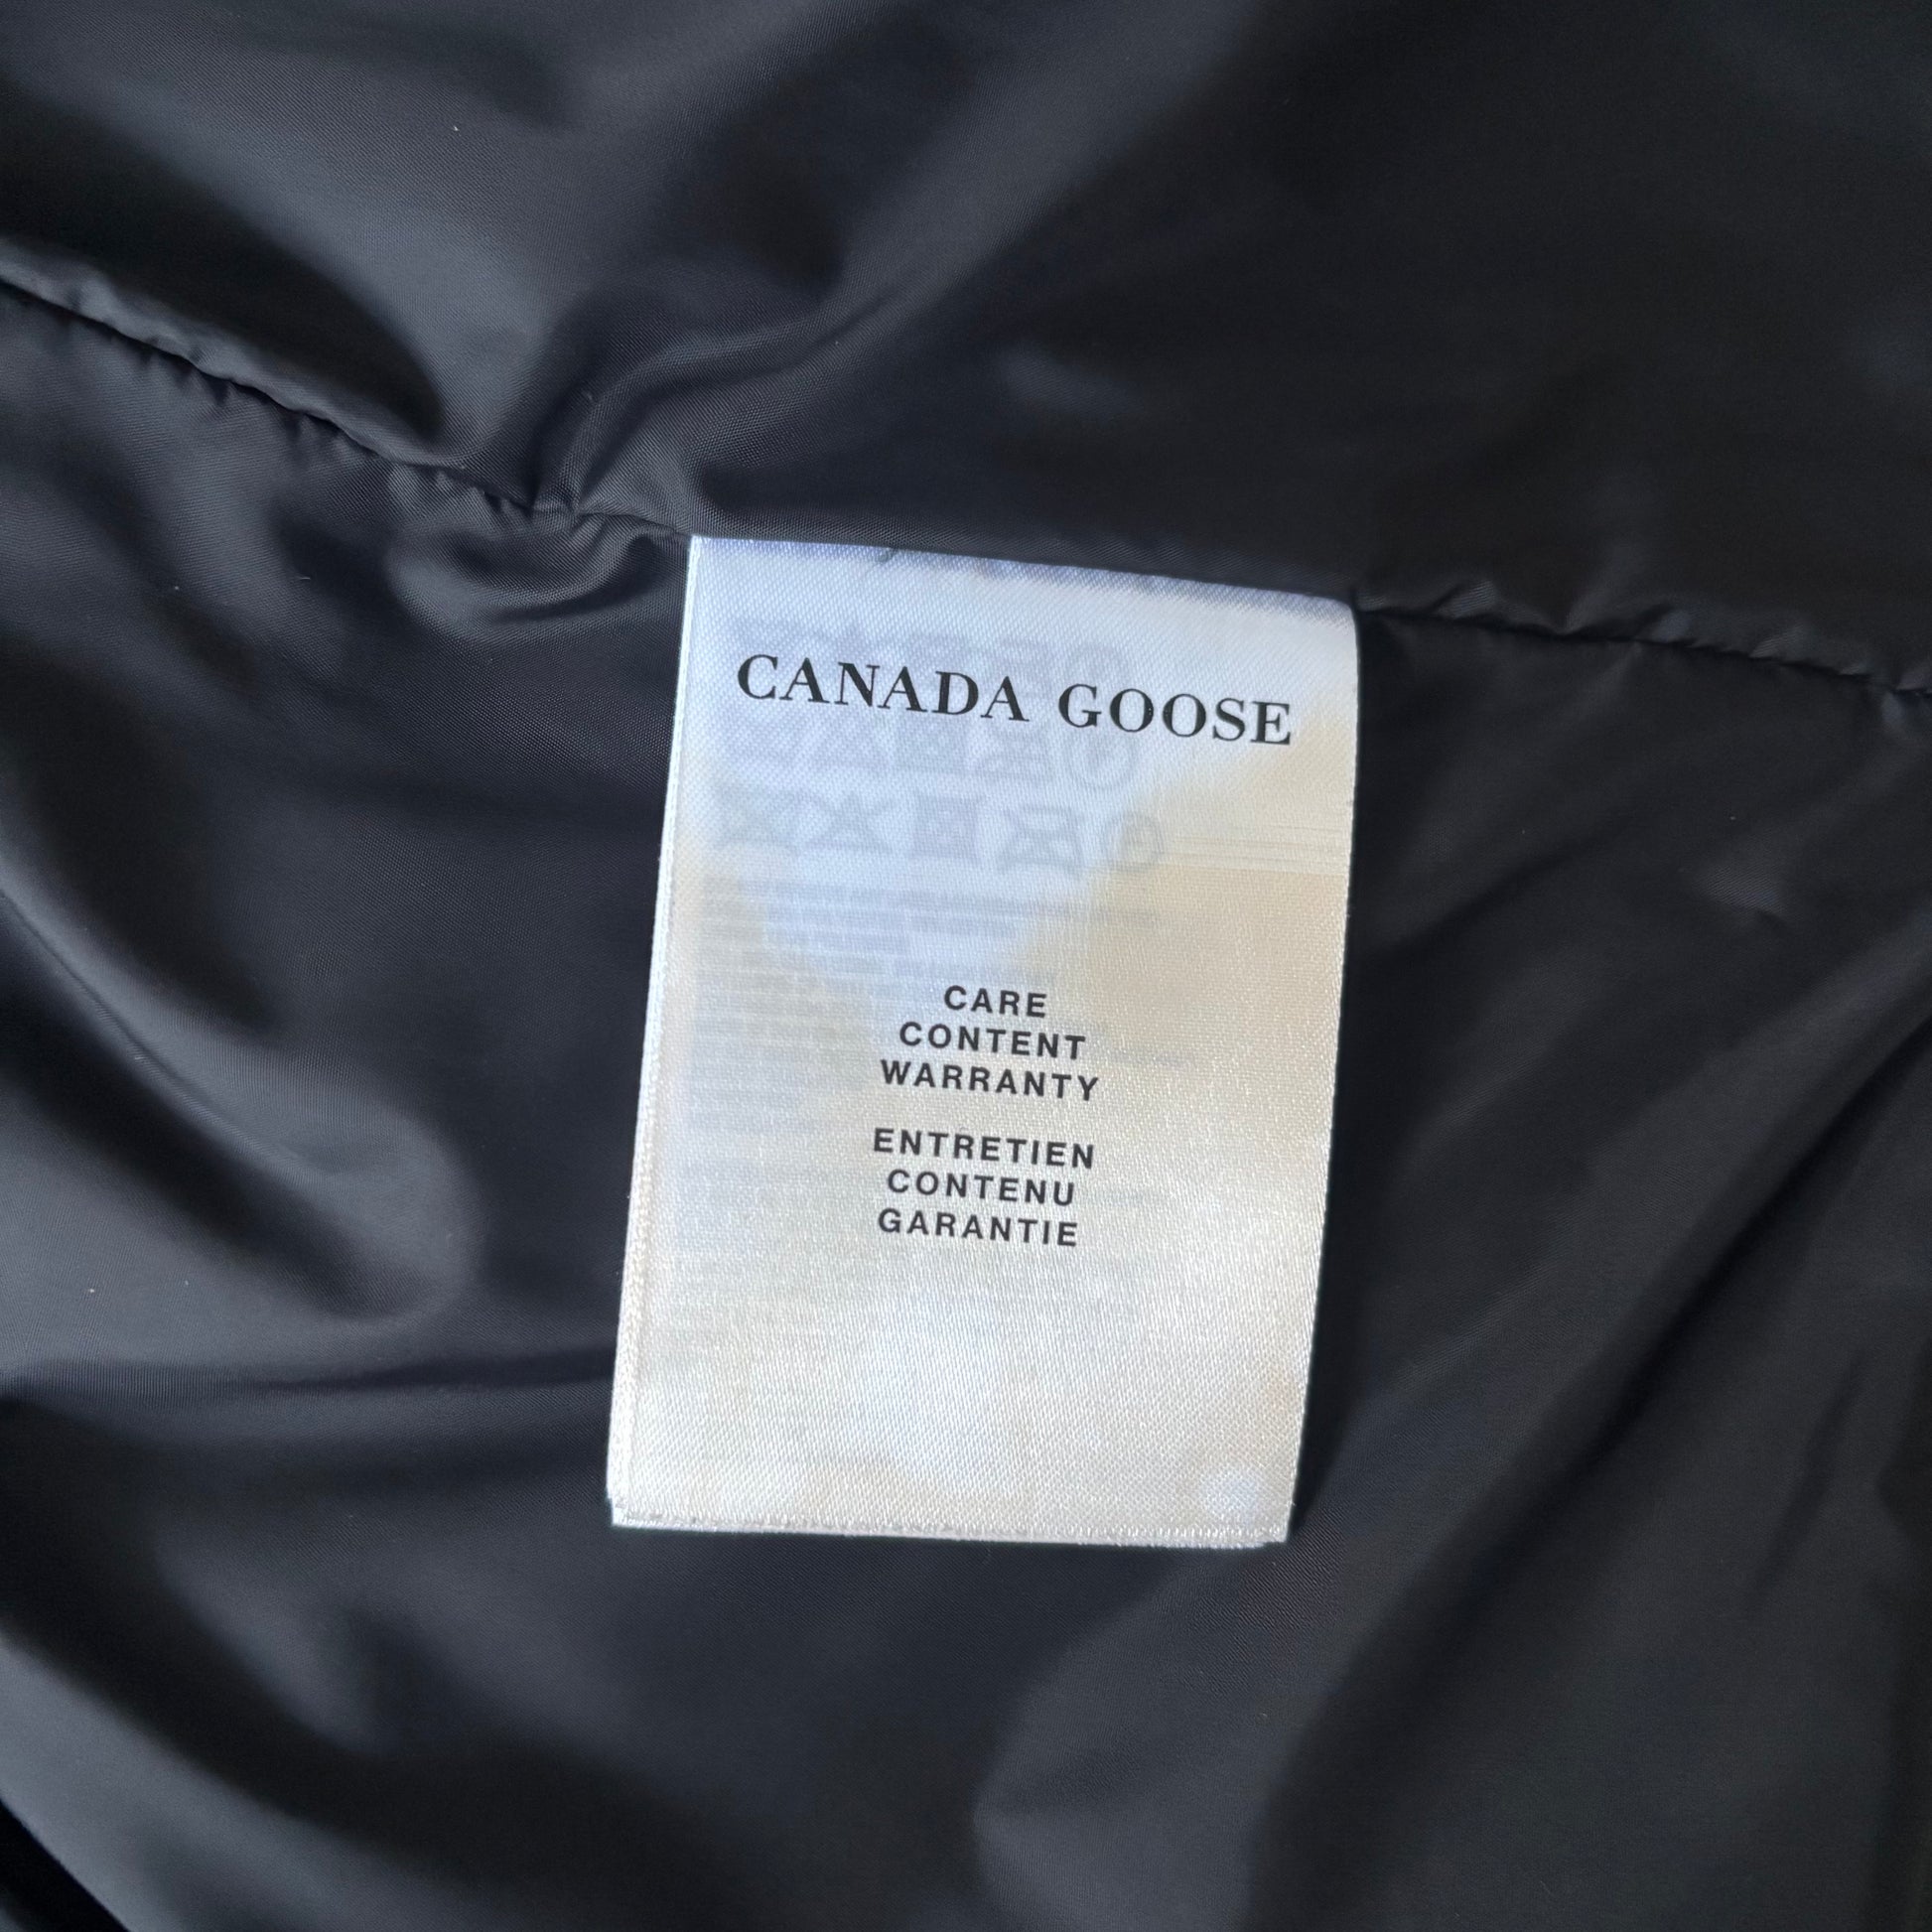 CANADA GOOSE
CARE
CONTENT
WARRANTY
ENTRETIEN
CONTENU
GARANTIE